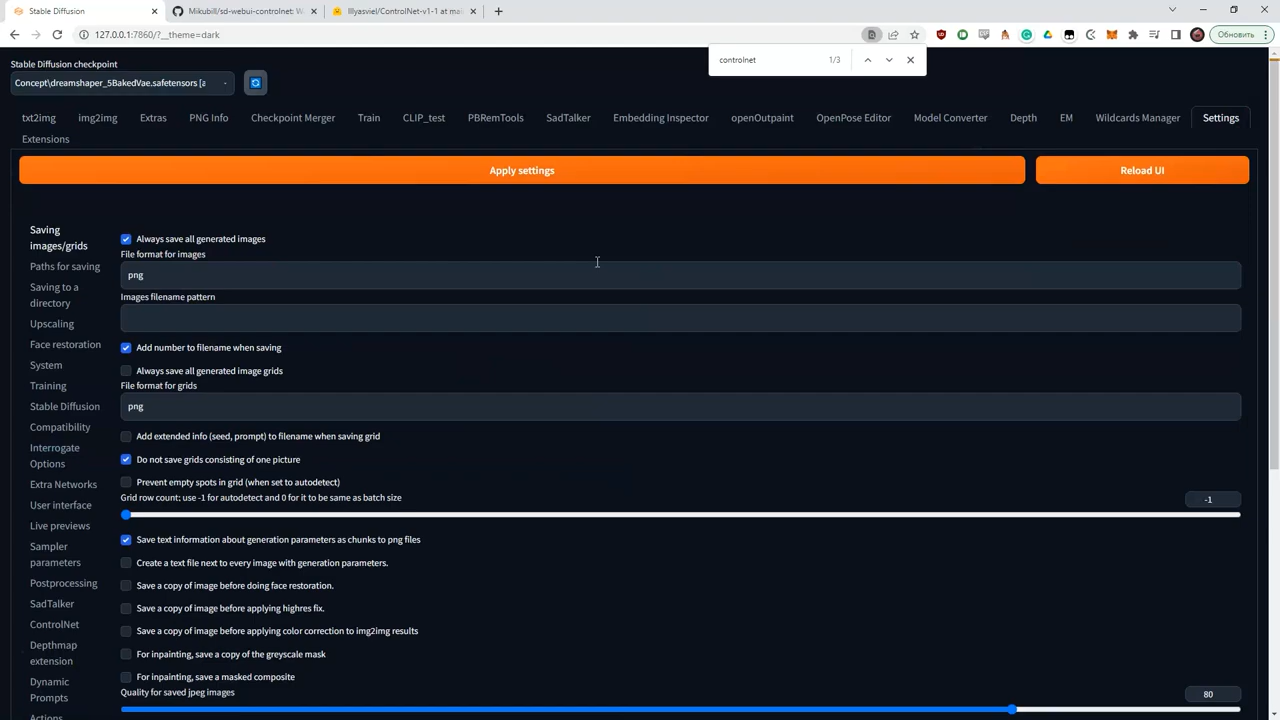 Stable Diffusion
Mikubill/sd-webui-controlnet: W
lllyasviel/ControlNet-v1-1 at mai
127.0.0.1:7860/?__theme=dark
Обновить
controlnet
1/3
Stable Diffusion checkpoint
Concept\dreamshaper_5BakedVae.safetensors [a
txt2img
img2img
Extras
PNG Info
Checkpoint Merger
Train
CLIP_test
PBRemTools
SadTalker
Embedding Inspector
openOutpaint
OpenPose Editor
Model Converter
Depth
EM
Wildcards Manager
Settings
Extensions
Apply settings
Reload UI
Saving
images/grids
Paths for saving
Saving to a
directory
Upscaling
Face restoration
System
Training
Stable Diffusion
Compatibility
Interrogate
Options
Extra Networks
User interface
Live previews
Sampler
parameters
Postprocessing
SadTalker
ControlNet
Depthmap
extension
Dynamic
Prompts
Actions
Always save all generated images
File format for images
png
Images filename pattern
Add number to filename when saving
Always save all generated image grids
File format for grids
png
Add extended info (seed, prompt) to filename when saving grid
Do not save grids consisting of one picture
Prevent empty spots in grid (when set to autodetect)
Grid row count; use -1 for autodetect and 0 for it to be same as batch size
-1
Save text information about generation parameters as chunks to png files
Create a text file next to every image with generation parameters.
Save a copy of image before doing face restoration.
Save a copy of image before applying highres fix.
Save a copy of image before applying color correction to img2img results
For inpainting, save a copy of the greyscale mask
For inpainting, save a masked composite
Quality for saved jpeg images
80